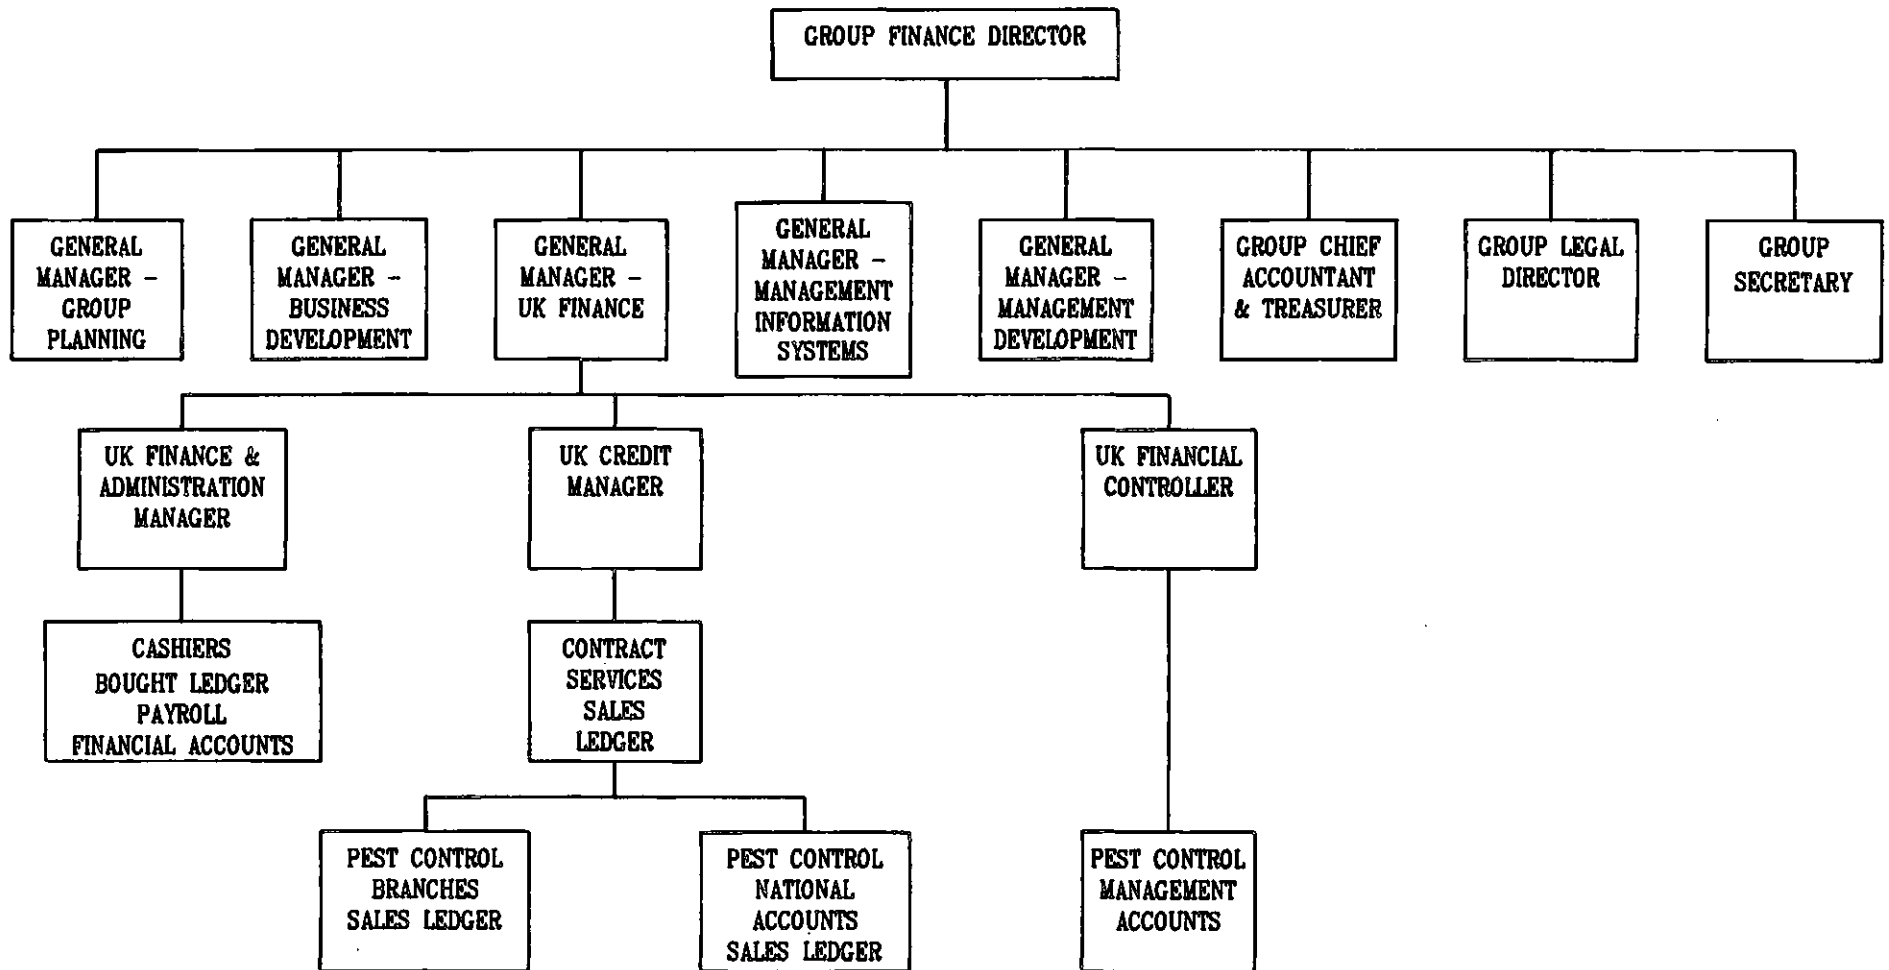 GROUP FINANCE DIRECTOR
GENERAL
MANAGER –
GROUP
PLANNING
GENERAL
MANAGER –
BUSINESS
DEVELOPMENT
GENERAL
MANAGER –
UK FINANCE
GENERAL
MANAGER –
MANAGEMENT
INFORMATION
SYSTEMS
GENERAL
MANAGER –
MANAGEMENT
DEVELOPMENT
GROUP CHIEF
ACCOUNTANT
& TREASURER
GROUP LEGAL
DIRECTOR
GROUP
SECRETARY
UK FINANCE &
ADMINISTRATION
MANAGER
UK CREDIT
MANAGER
UK FINANCIAL
CONTROLLER
CASHIERS
BOUGHT LEDGER
PAYROLL
FINANCIAL ACCOUNTS
CONTRACT
SERVICES
SALES
LEDGER
PEST CONTROL
BRANCHES
SALES LEDGER
PEST CONTROL
NATIONAL
ACCOUNTS
SALES LEDGER
PEST CONTROL
MANAGEMENT
ACCOUNTS